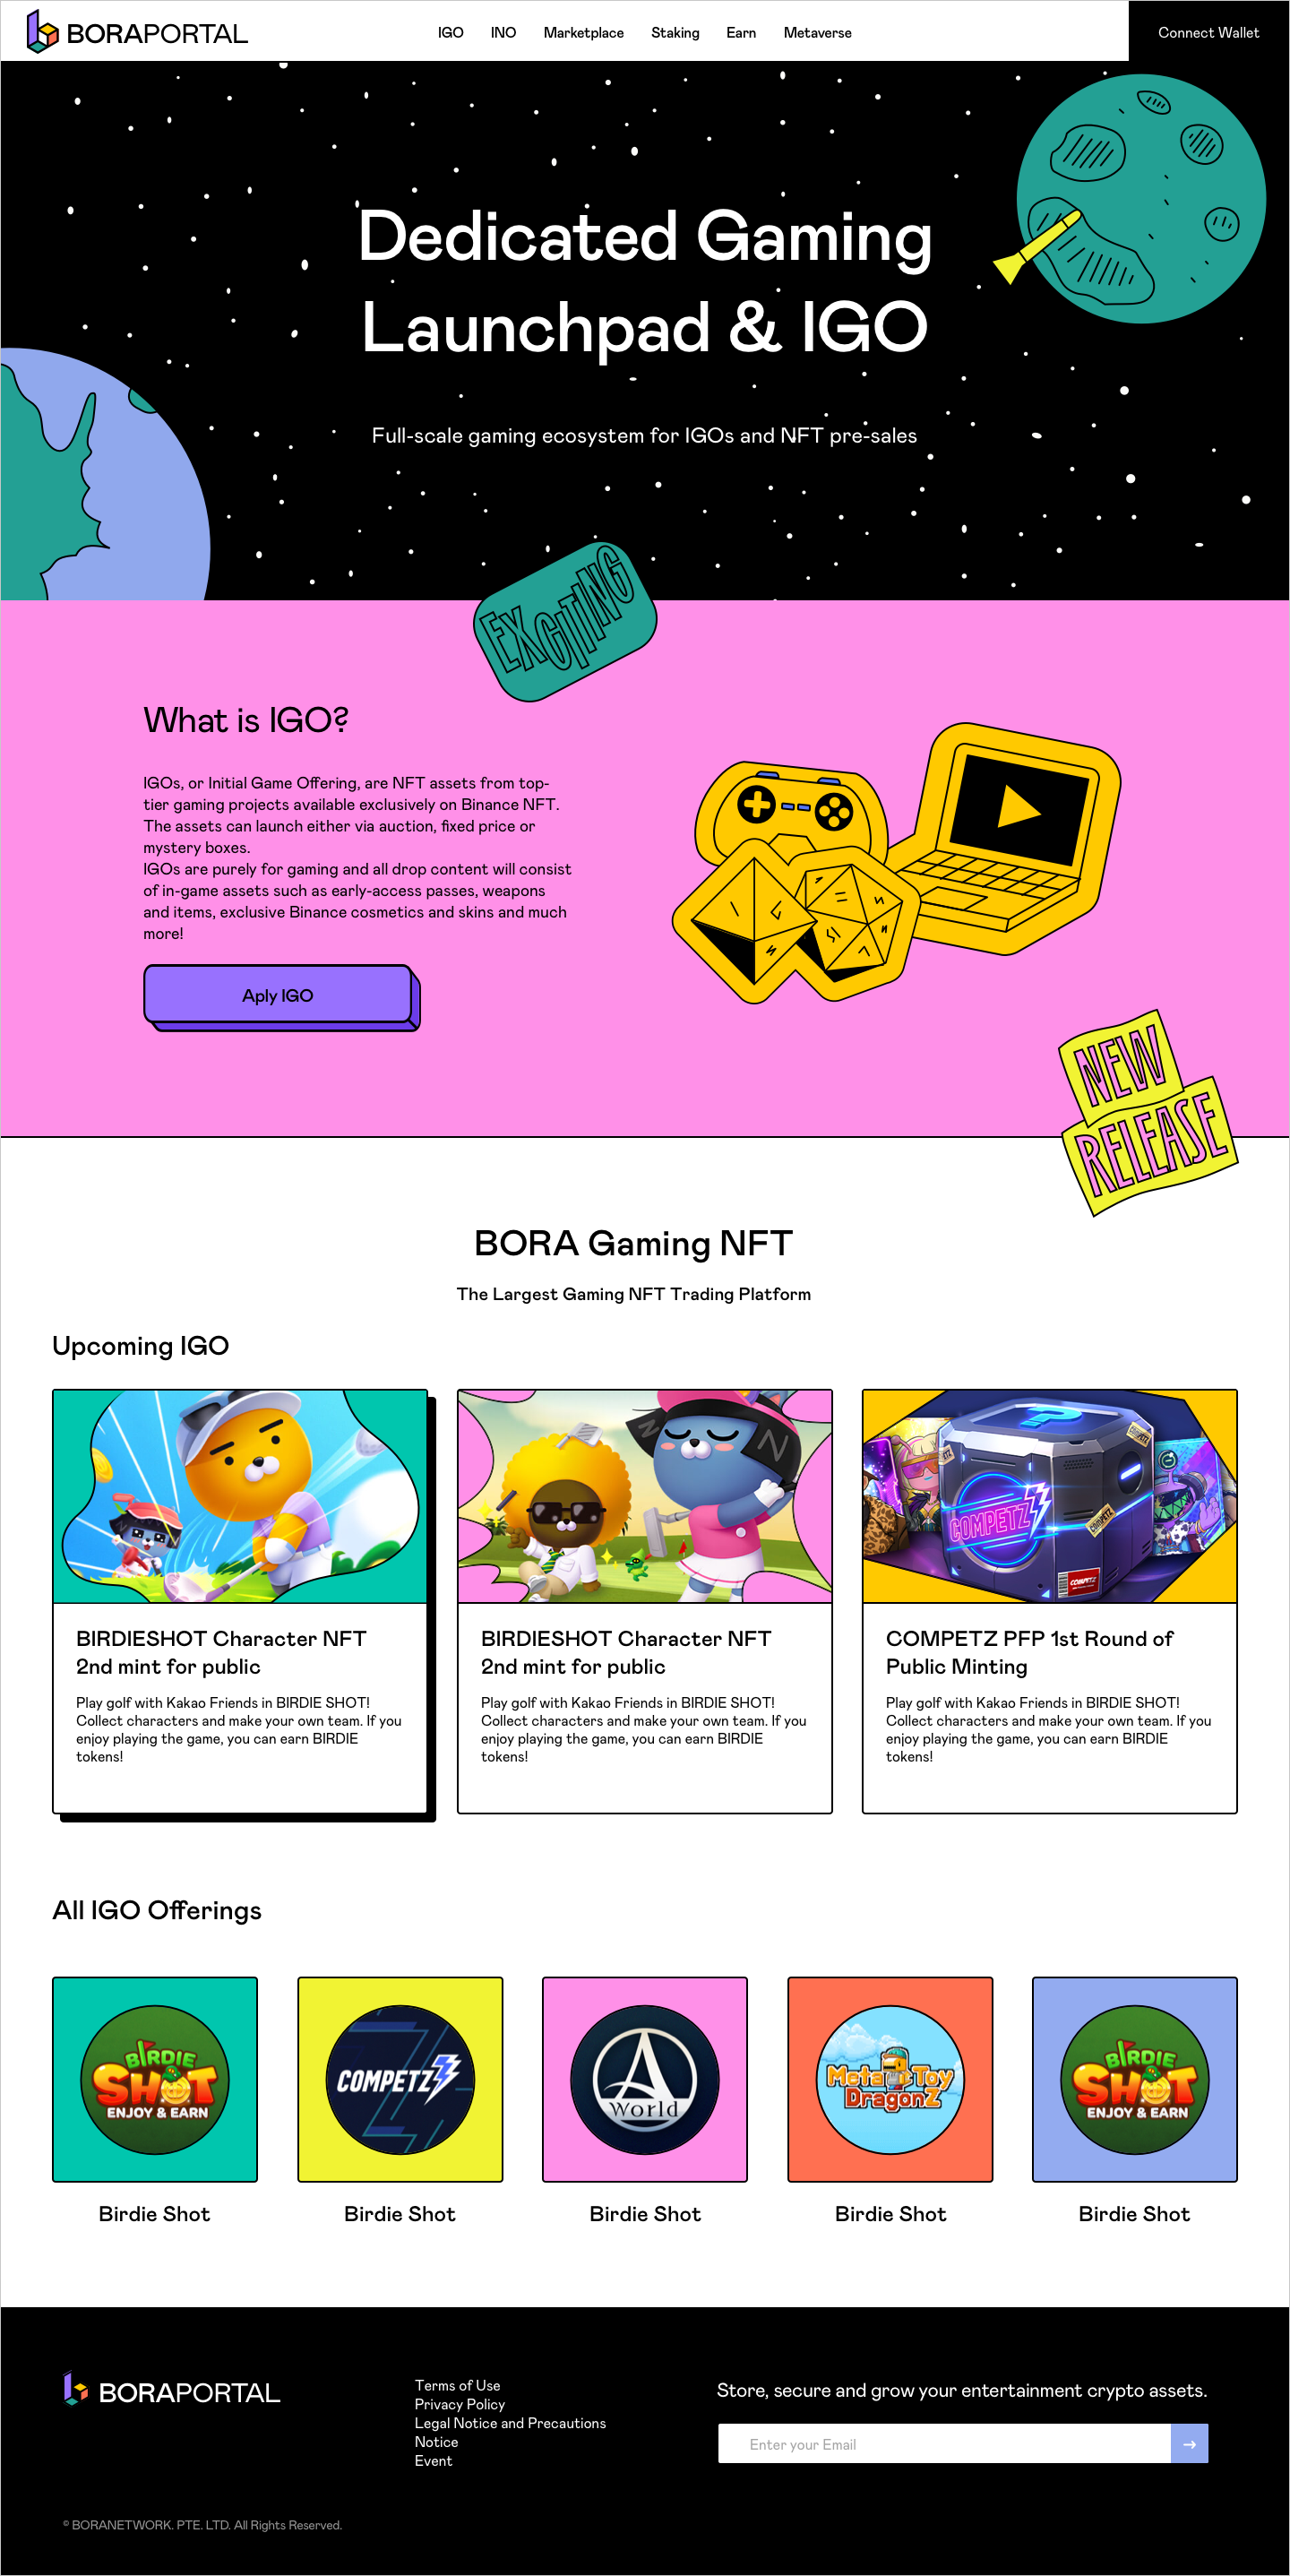 BORAPORTAL
IGO INO Marketplace Staking Earn Metaverse
Connect Wallet
Dedicated Gaming
Launchpad & IGO
Full-scale gaming ecosystem for IGOs and NFT pre-sales
EXCITING
What is IGO?
IGOs, or Initial Game Offering, are NFT assets from top-
tier gaming projects available exclusively on Binance NFT.
The assets can launch either via auction, fixed price or
mystery boxes.
IGOs are purely for gaming and all drop content will consist
of in-game assets such as early-access passes, weapons
and items, exclusive Binance cosmetics and skins and much
more!
Aply IGO
NEW
RELEASE
BORA Gaming NFT
The Largest Gaming NFT Trading Platform
Upcoming IGO
COMPETZ
COMPETZ
BIRDIESHOT Character NFT
2nd mint for public
Play golf with Kakao Friends in BIRDIE SHOT!
Collect characters and make your own team. If you
enjoy playing the game, you can earn BIRDIE
tokens!
BIRDIESHOT Character NFT
2nd mint for public
Play golf with Kakao Friends in BIRDIE SHOT!
Collect characters and make your own team. If you
enjoy playing the game, you can earn BIRDIE
tokens!
COMPETZ PFP 1st Round of
Public Minting
Play golf with Kakao Friends in BIRDIE SHOT!
Collect characters and make your own team. If you
enjoy playing the game, you can earn BIRDIE
tokens!
All IGO Offerings
BIRDIE
SHOT
ENJOY & EARN
COMPETZ
A
World
Meta Toy
DragonZ
BIRDIE
SHOT
ENJOY & EARN
Birdie Shot
Birdie Shot
Birdie Shot
Birdie Shot
Birdie Shot
BORAPORTAL
Terms of Use
Privacy Policy
Legal Notice and Precautions
Notice
Event
Store, secure and grow your entertainment crypto assets.
Enter your Email
→
© BORANETWORK. PTE. LTD. All Rights Reserved.